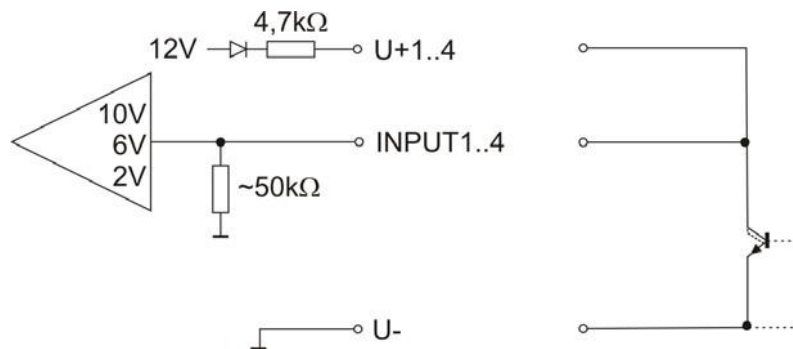 4,7kΩ
12V
U+1..4
10V
6V
2V
INPUT1..4
~50kΩ
U-